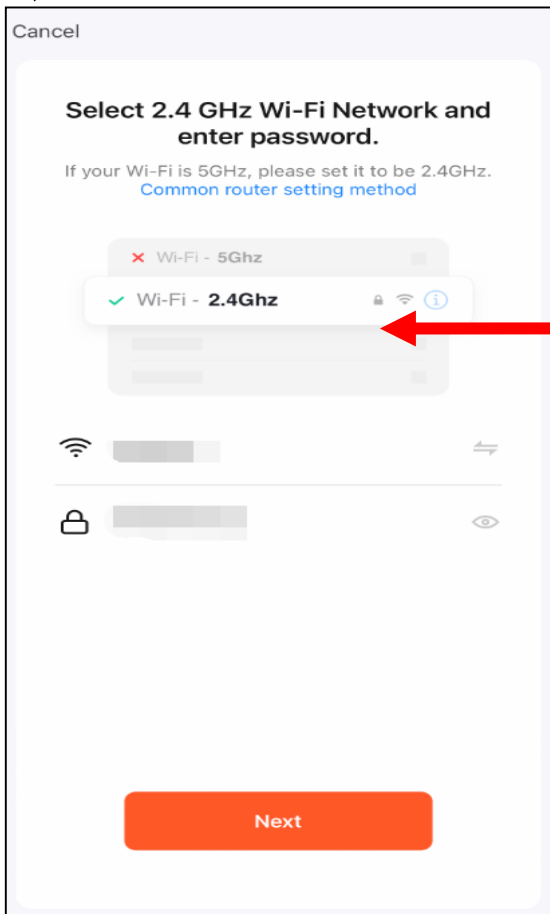 Cancel
Select 2.4 GHz Wi-Fi Network and
enter password.
If your Wi-Fi is 5GHz, please set it to be 2.4GHz.
Common router setting method
Wi-Fi - 5Ghz
Wi-Fi - 2.4Ghz
Next